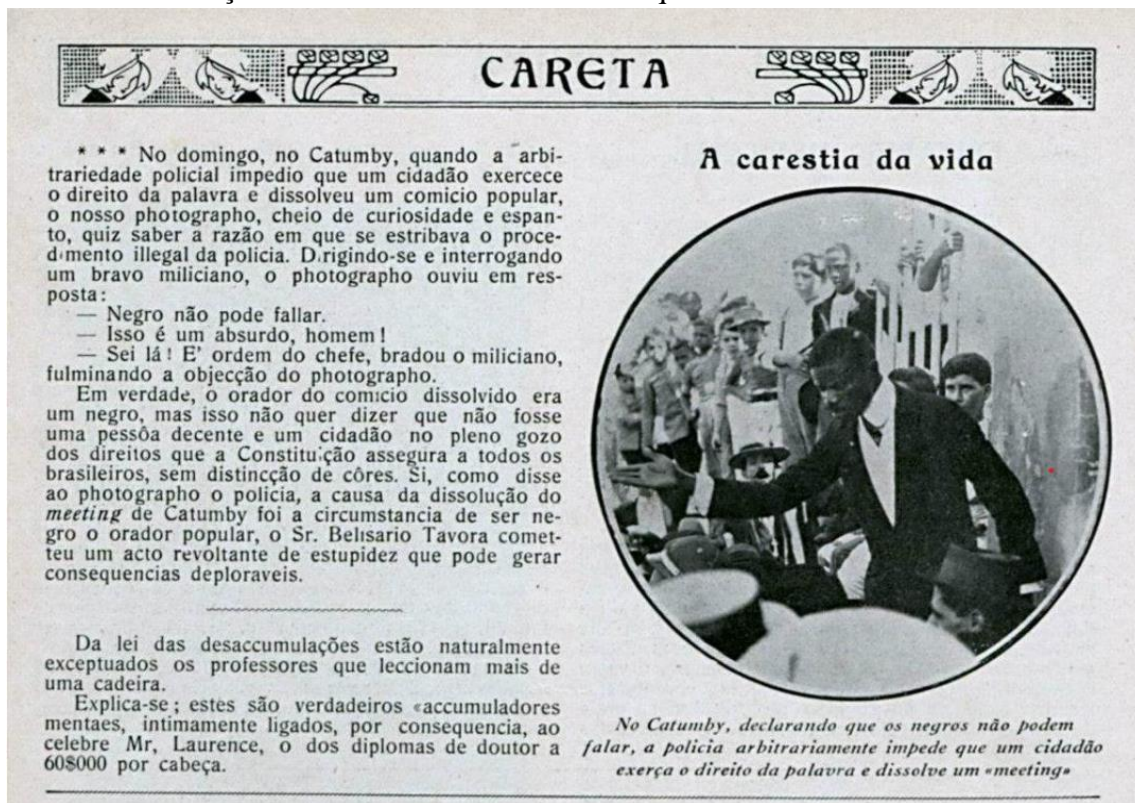 CARETA
* * * No domingo, no Catumby, quando a arbi-
trariedade policial impedio que um cidadão exercece
o direito da palavra e dissolveu um comicio popular,
o nosso photographo, cheio de curiosidade e espan-
to, quiz saber a razão em que se estribava o proce-
dimento illegal da policia. Dirigindo-se e interrogando
um bravo miliciano, o photographo ouviu em res-
posta:
— Negro não pode fallar.
— Isso é um absurdo, homem!
— Sei lá! E' ordem do chefe, bradou o miliciano,
fulminando a objecção do photographo.
Em verdade, o orador do comicio dissolvido era
um negro, mas isso não quer dizer que não fosse
uma pessôa decente e um cidadão no pleno gozo
dos direitos que a Constituição assegura a todos os
brasileiros, sem distincção de côres. Si, como disse
ao photographo o policia, a causa da dissolução do
meeting de Catumby foi a circumstancia de ser ne-
gro o orador popular, o Sr. Belisario Tavora comet-
teu um acto revoltante de estupidez que pode gerar
consequencias deploraveis.
Da lei das desaccumulações estão naturalmente
exceptuados os professores que leccionam mais de
uma cadeira.
Explica-se; estes são verdadeiros «accumuladores
mentaes, intimamente ligados, por consequencia, ao
celebre Mr, Laurence, o dos diplomas de doutor a
60$000 por cabeça.
A carestia da vida
No Catumby, declarando que os negros não podem
falar, a policia arbitrariamente impede que um cidadão
exerça o direito da palavra e dissolve um «meeting»